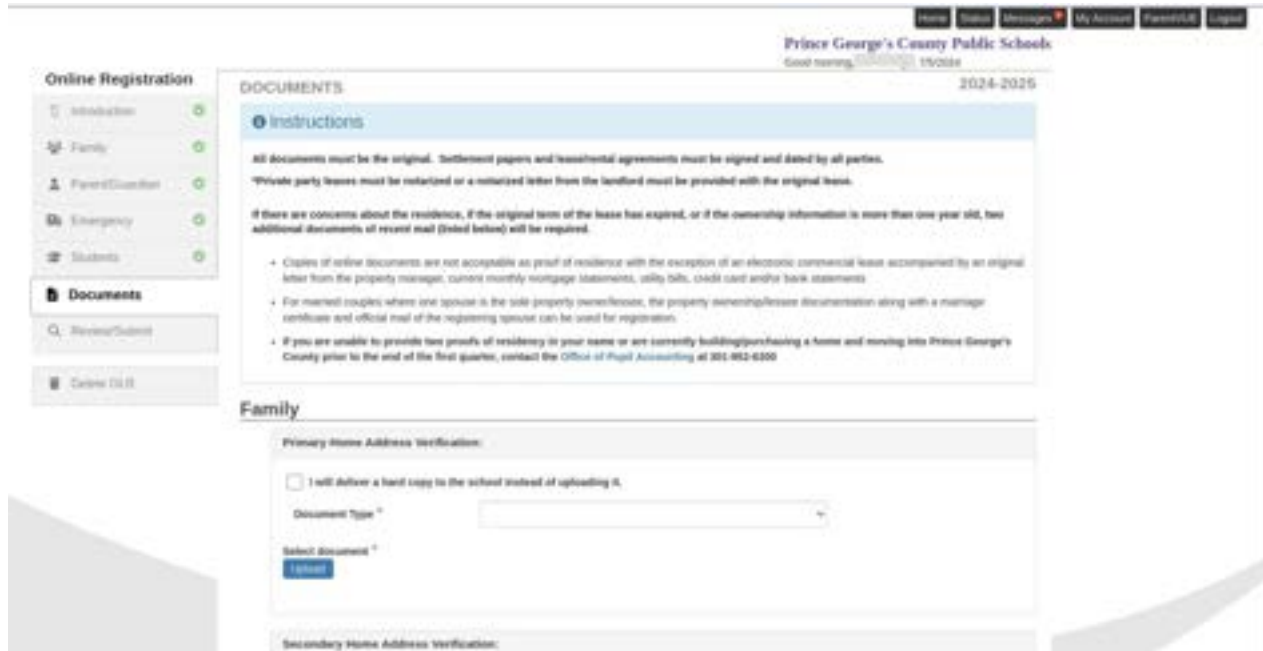 Home Status Messages My Account ParentVUE Logout
Prince George's County Public Schools
Good morning, 7/5/2024
Online Registration
DOCUMENTS
2024-2025
Introduction
Instructions
Family
All documents must be the original. Settlement papers and lease/rental agreements must be signed and dated by all parties.
Parent/Guardian
*Private party leases must be notarized or a notarized letter from the landlord must be provided with the original lease.
Emergency
If there are concerns about the residence, if the original term of the lease has expired, or if the ownership information is more than one year old, two
additional documents of recent mail (listed below) will be required.
Students
• Copies of online documents are not acceptable as proof of residence with the exception of an electronic commercial lease accompanied by an original
letter from the property manager, current monthly mortgage statements, utility bills, credit card and/or bank statements
Documents
• For married couples where one spouse is the sole property owner/lessee, the property ownership/lessee documentation along with a marriage
certificate and official mail of the registering spouse can be used for registration.
Review/Submit
• If you are unable to provide two proofs of residency in your name or are currently building/purchasing a home and moving into Prince George's
County prior to the end of the first quarter, contact the Office of Pupil Accounting at 301-952-6300
Delete OLR
Family
Primary Home Address Verification:
I will deliver a hard copy to the school instead of uploading it.
Document Type *
Select document *
Upload
Secondary Home Address Verification: